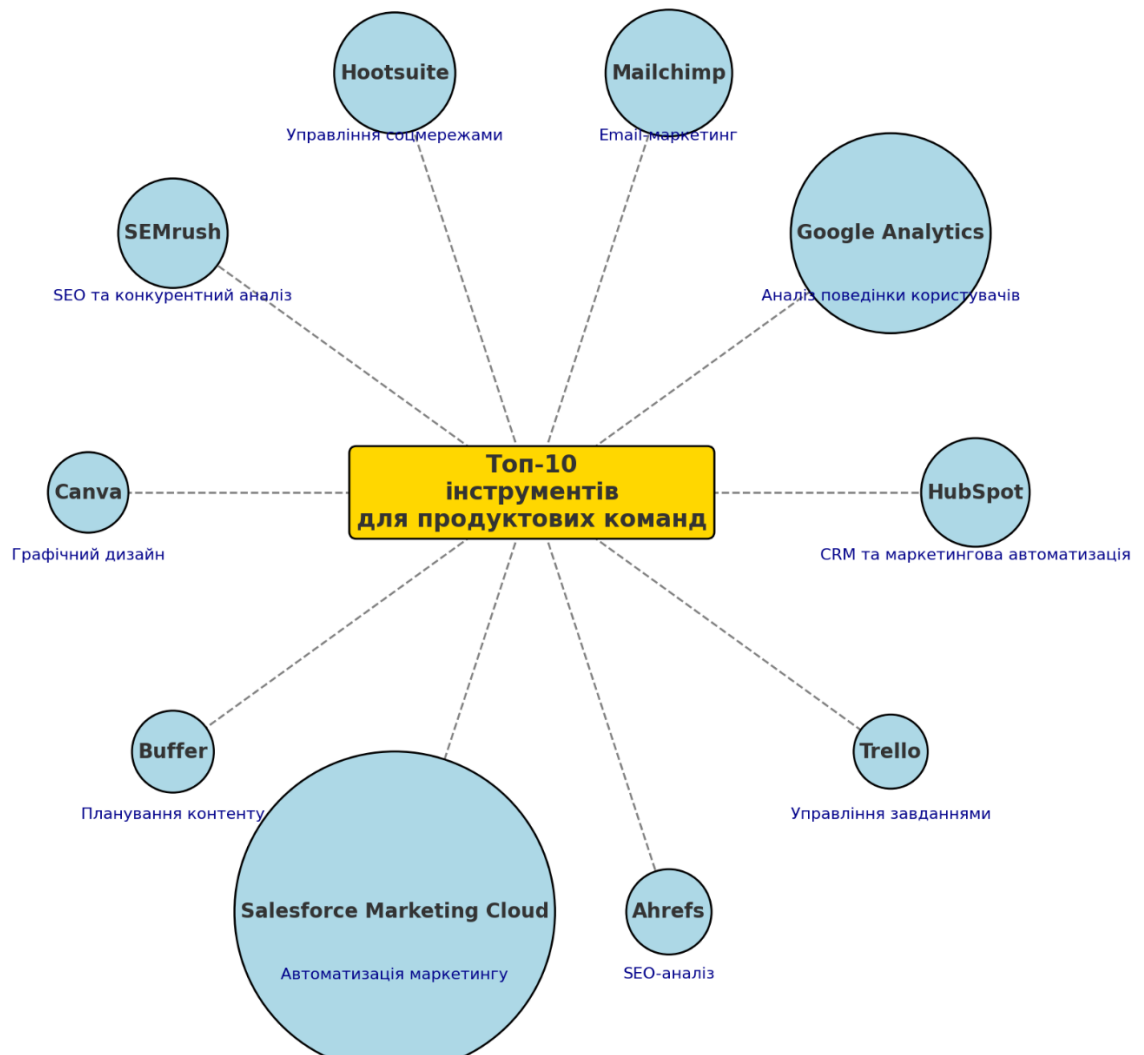 Hootsuite
Управління соцмережами
Mailchimp
Email-маркетинг
SEMrush
SEO та конкурентний аналіз
Google Analytics
Аналіз поведінки користувачів
Топ-10
інструментів
для продуктових команд
Canva
Графічний дизайн
HubSpot
CRM та маркетингова автоматизація
Buffer
Планування контенту
Trello
Управління завданнями
Salesforce Marketing Cloud
Автоматизація маркетингу
Ahrefs
SEO-аналіз